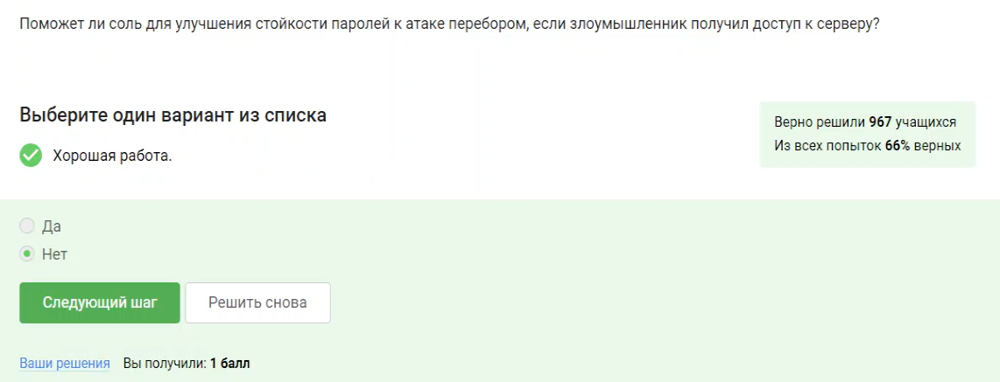 Поможет ли соль для улучшения стойкости паролей к атаке перебором, если злоумышленник получил доступ к серверу?
Выберите один вариант из списка
Верно решили 967 учащихся
Из всех попыток 66% верных
Хорошая работа.
Да
Нет
Следующий шаг
Решить снова
Ваши решения Вы получили: 1 балл